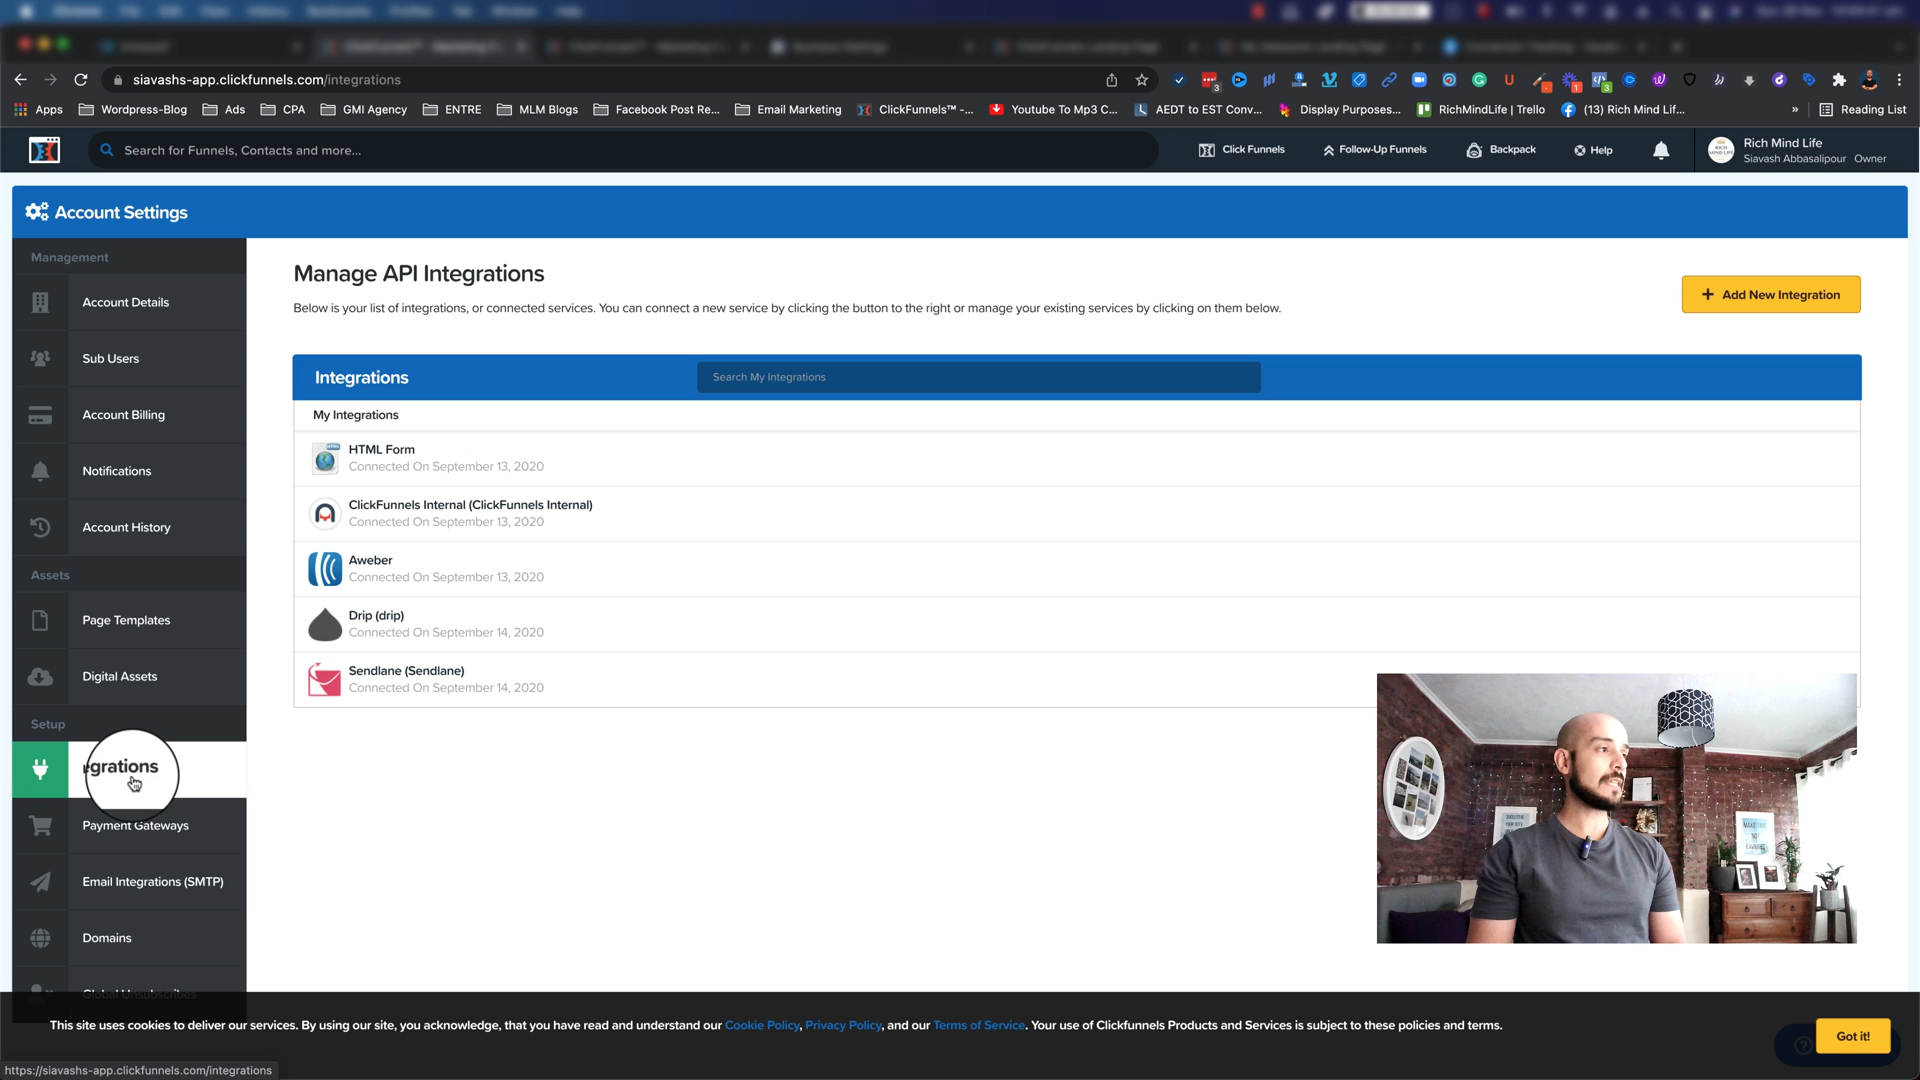 siavashs-app.clickfunnels.com/integrations
Apps
Wordpress-Blog
Ads
CPA
GMI Agency
ENTRE
MLM Blogs
Facebook Post Re...
Email Marketing
ClickFunnels™ -...
Youtube To Mp3 C...
AEDT to EST Conv...
Display Purposes...
RichMindLife | Trello
(13) Rich Mind Lif...
»
Reading List
Search for Funnels, Contacts and more...
Click Funnels
Follow-Up Funnels
Backpack
Help
Rich Mind Life
Siavash Abbasalipour Owner
Account Settings
Management
Account Details
Sub Users
Account Billing
Notifications
Account History
Assets
Page Templates
Digital Assets
Setup
grations
Payment Gateways
Email Integrations (SMTP)
Domains
Global Unsubscribes
Manage API Integrations
Below is your list of integrations, or connected services. You can connect a new service by clicking the button to the right or manage your existing services by clicking on them below.
+ Add New Integration
Integrations
Search My Integrations
My Integrations
HTML Form
Connected On September 13, 2020
ClickFunnels Internal (ClickFunnels Internal)
Connected On September 13, 2020
Aweber
Connected On September 13, 2020
Drip (drip)
Connected On September 14, 2020
Sendlane (Sendlane)
Connected On September 14, 2020
This site uses cookies to deliver our services. By using our site, you acknowledge, that you have read and understand our Cookie Policy, Privacy Policy, and our Terms of Service. Your use of Clickfunnels Products and Services is subject to these policies and terms.
Got it!
https://siavashs-app.clickfunnels.com/integrations